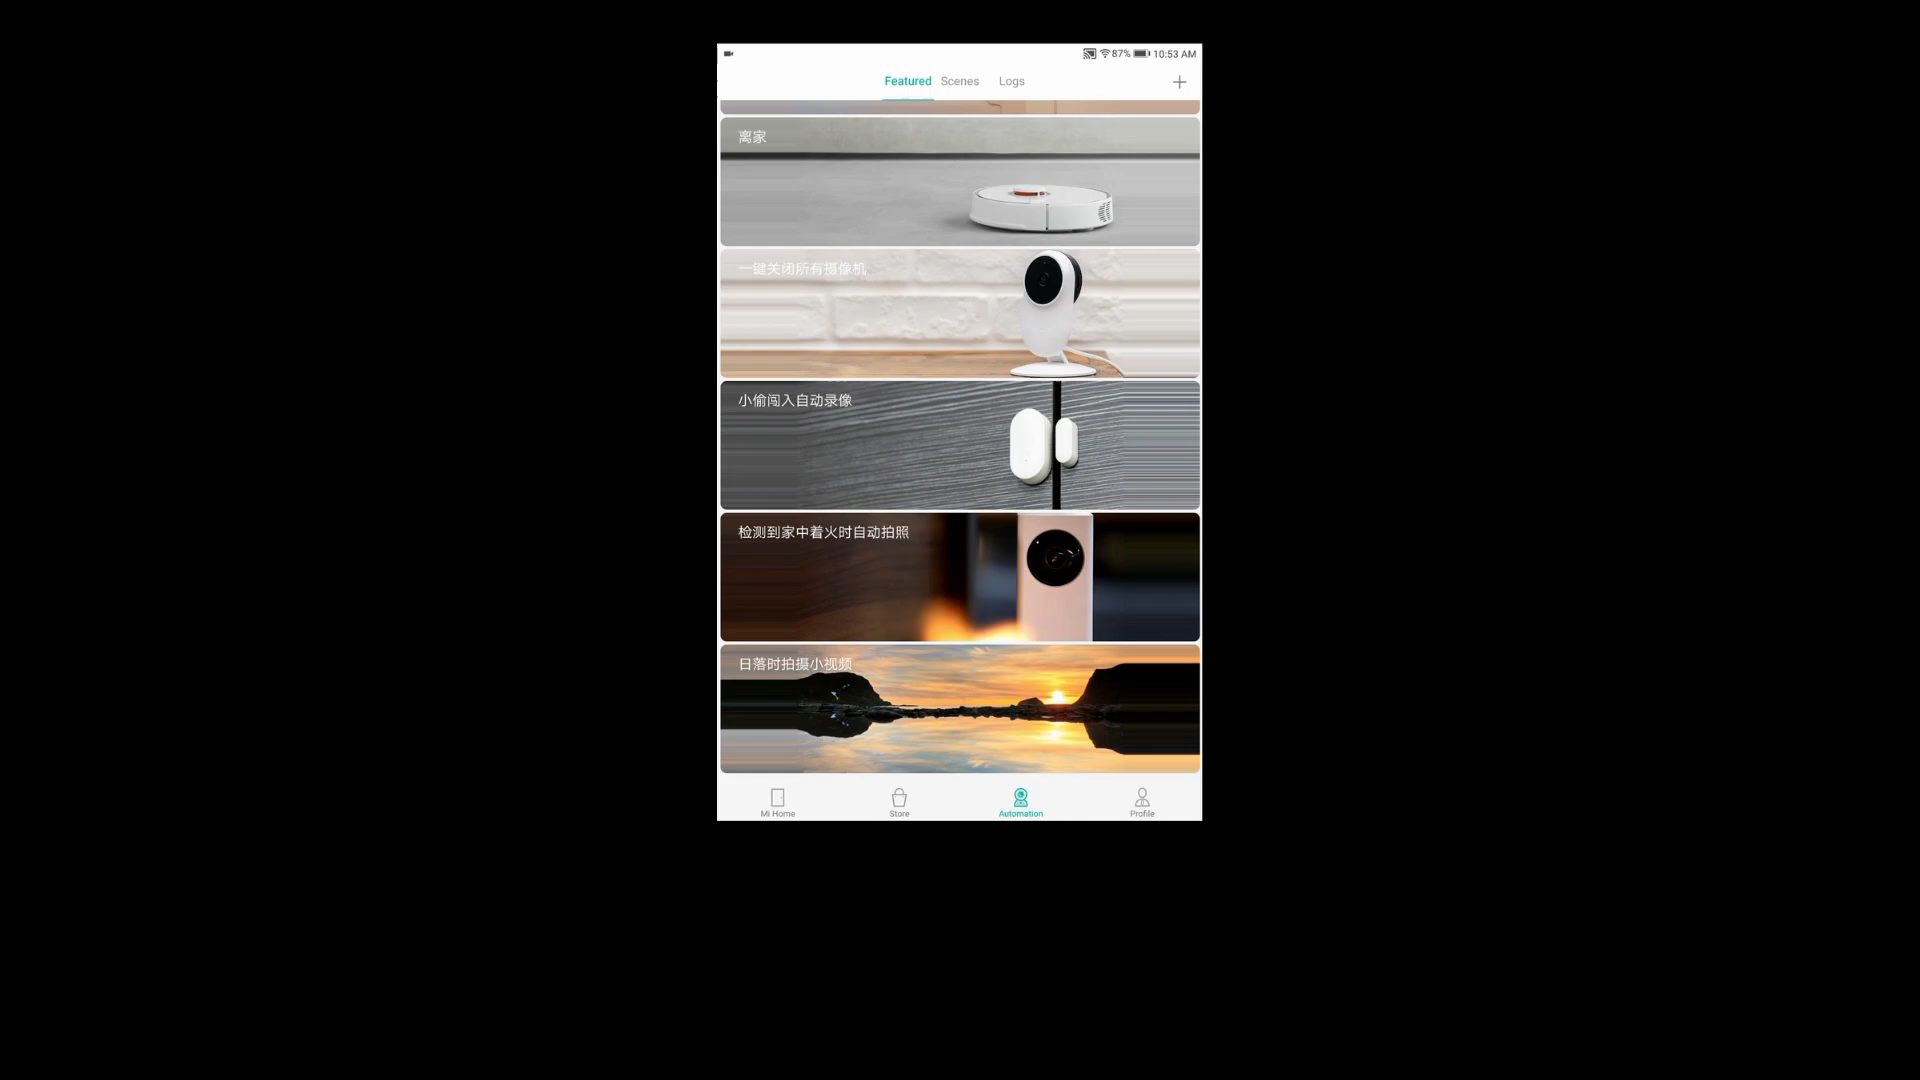 87% 10:53 AM
Featured Scenes Logs
离家
一键关闭所有摄像机
小偷闯入自动录像
检测到家中着火时自动拍照
日落时拍摄小视频
Mi Home Store Automation Profile